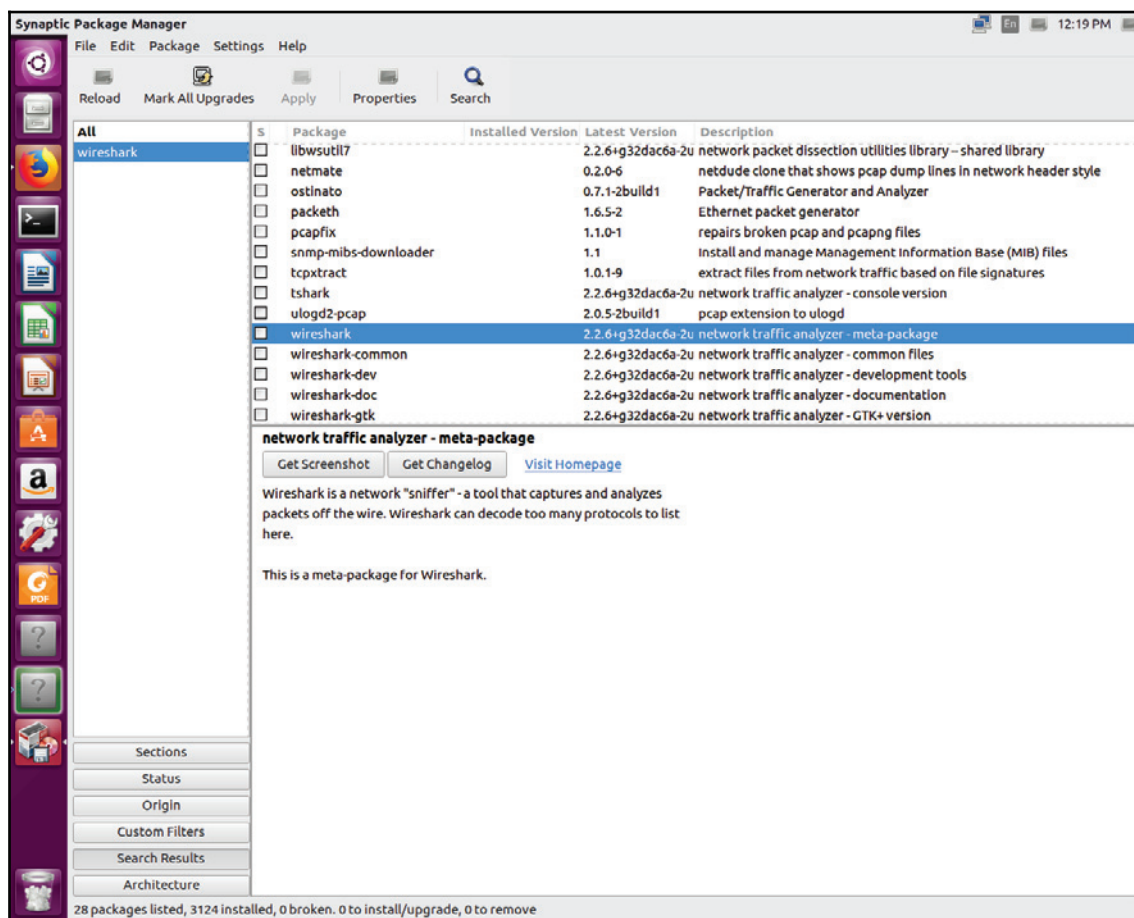 Synaptic Package Manager
En 12:19 PM
File Edit Package Settings Help
Reload Mark All Upgrades Apply Properties Search
All
wireshark
S Package Installed Version Latest Version Description
libwsutil7 2.2.6+g32dac6a-2u network packet dissection utilities library – shared library
netmate 0.2.0-6 netdude clone that shows pcap dump lines in network header style
ostinato 0.7.1-2build1 Packet/Traffic Generator and Analyzer
packeth 1.6.5-2 Ethernet packet generator
pcapfix 1.1.0-1 repairs broken pcap and pcapng files
snmp-mibs-downloader 1.1 Install and manage Management Information Base (MIB) files
tcpxtract 1.0.1-9 extract files from network traffic based on file signatures
tshark 2.2.6+g32dac6a-2u network traffic analyzer - console version
ulogd2-pcap 2.0.5-2build1 pcap extension to ulogd
wireshark 2.2.6+g32dac6a-2u network traffic analyzer - meta-package
wireshark-common 2.2.6+g32dac6a-2u network traffic analyzer - common files
wireshark-dev 2.2.6+g32dac6a-2u network traffic analyzer - development tools
wireshark-doc 2.2.6+g32dac6a-2u network traffic analyzer - documentation
wireshark-gtk 2.2.6+g32dac6a-2u network traffic analyzer - GTK+ version
network traffic analyzer - meta-package
Get Screenshot Get Changelog Visit Homepage
Wireshark is a network "sniffer" - a tool that captures and analyzes
packets off the wire. Wireshark can decode too many protocols to list
here.
This is a meta-package for Wireshark.
PDF
Sections
Status
Origin
Custom Filters
Search Results
Architecture
28 packages listed, 3124 installed, 0 broken. 0 to install/upgrade, 0 to remove